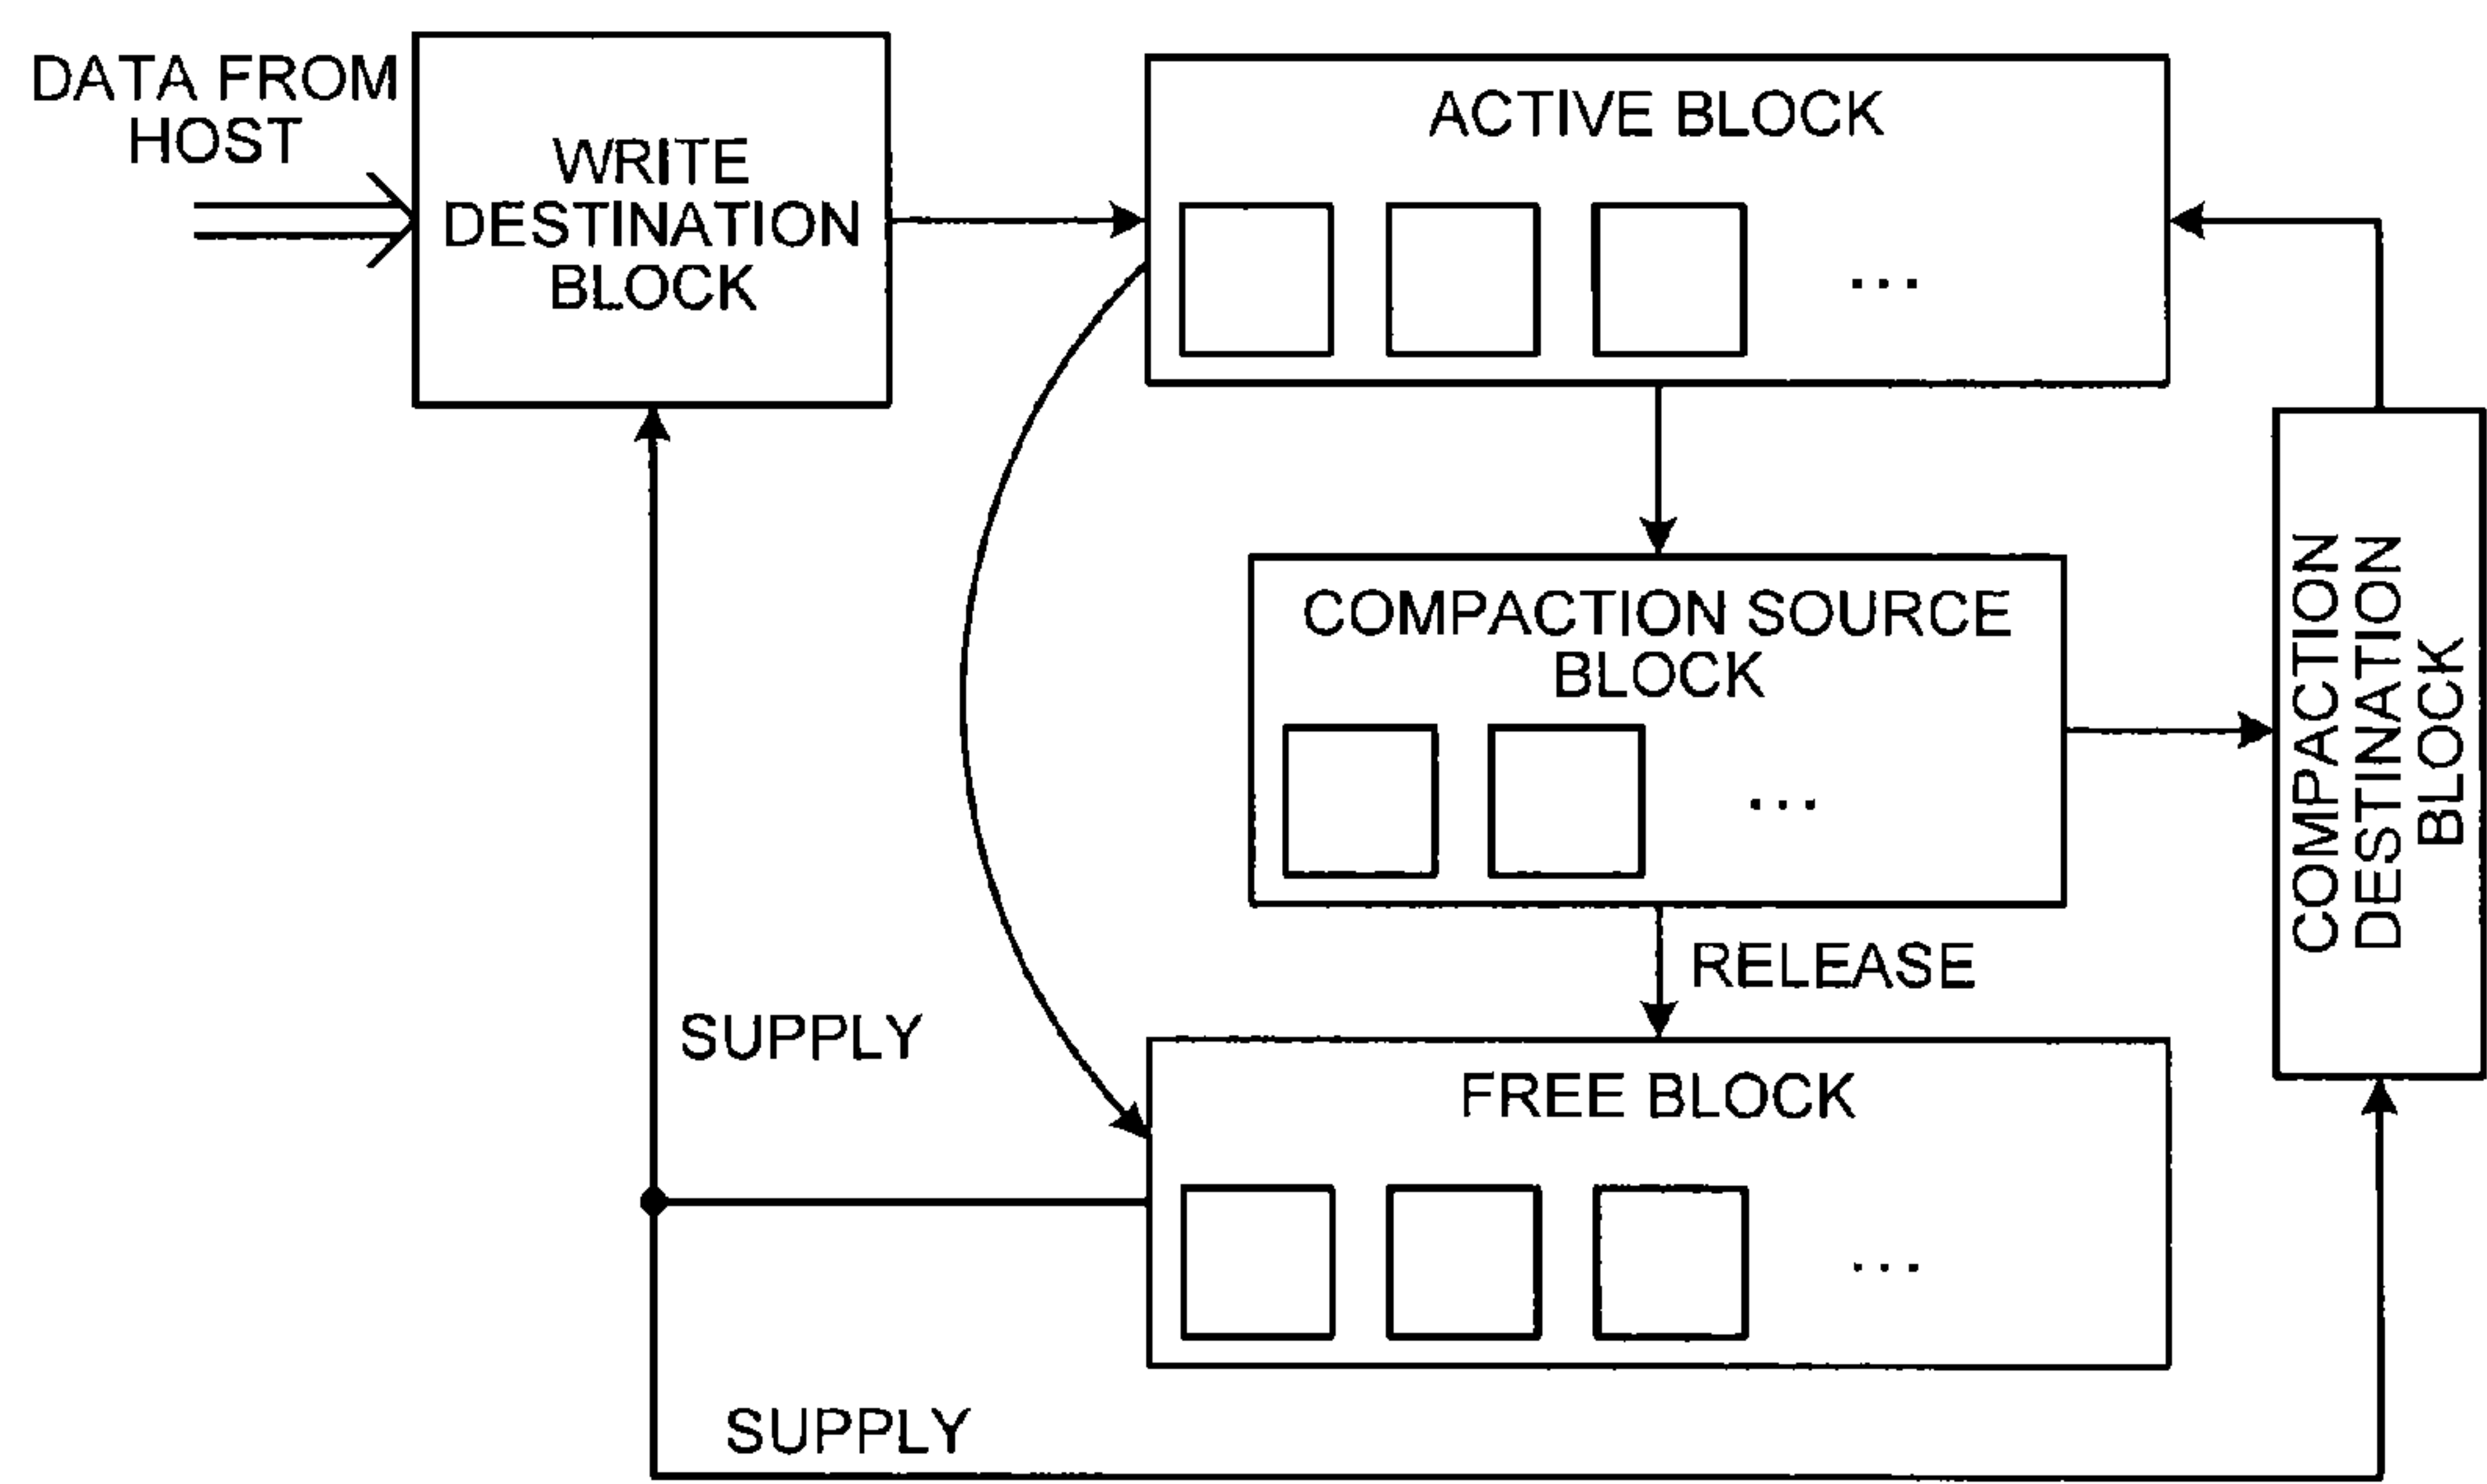 DATA FROM
HOST
WRITE
DESTINATION
BLOCK
ACTIVE BLOCK
...
COMPACTION SOURCE
BLOCK
...
COMPACTION
DESTINATION
BLOCK
RELEASE
SUPPLY
FREE BLOCK
...
SUPPLY